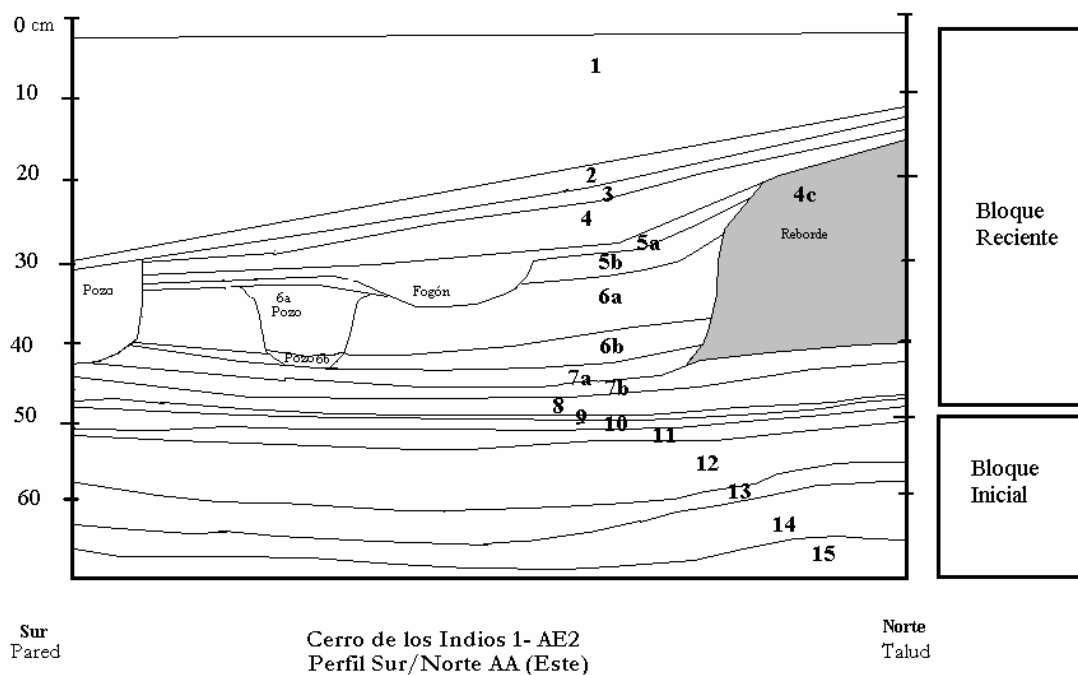 0 cm
10
20
30
40
50
60
1
2
3
4
4c
Reborde
5a
5b
Pozo
6a
Pozo
Fogón
6a
Pozo 6b
6b
7a
7b
8
9
10
11
12
13
14
15
Bloque
Reciente
Bloque
Inicial
Sur
Pared
Norte
Talud
Cerro de los Indios 1- AE2
Perfil Sur/Norte AA (Este)